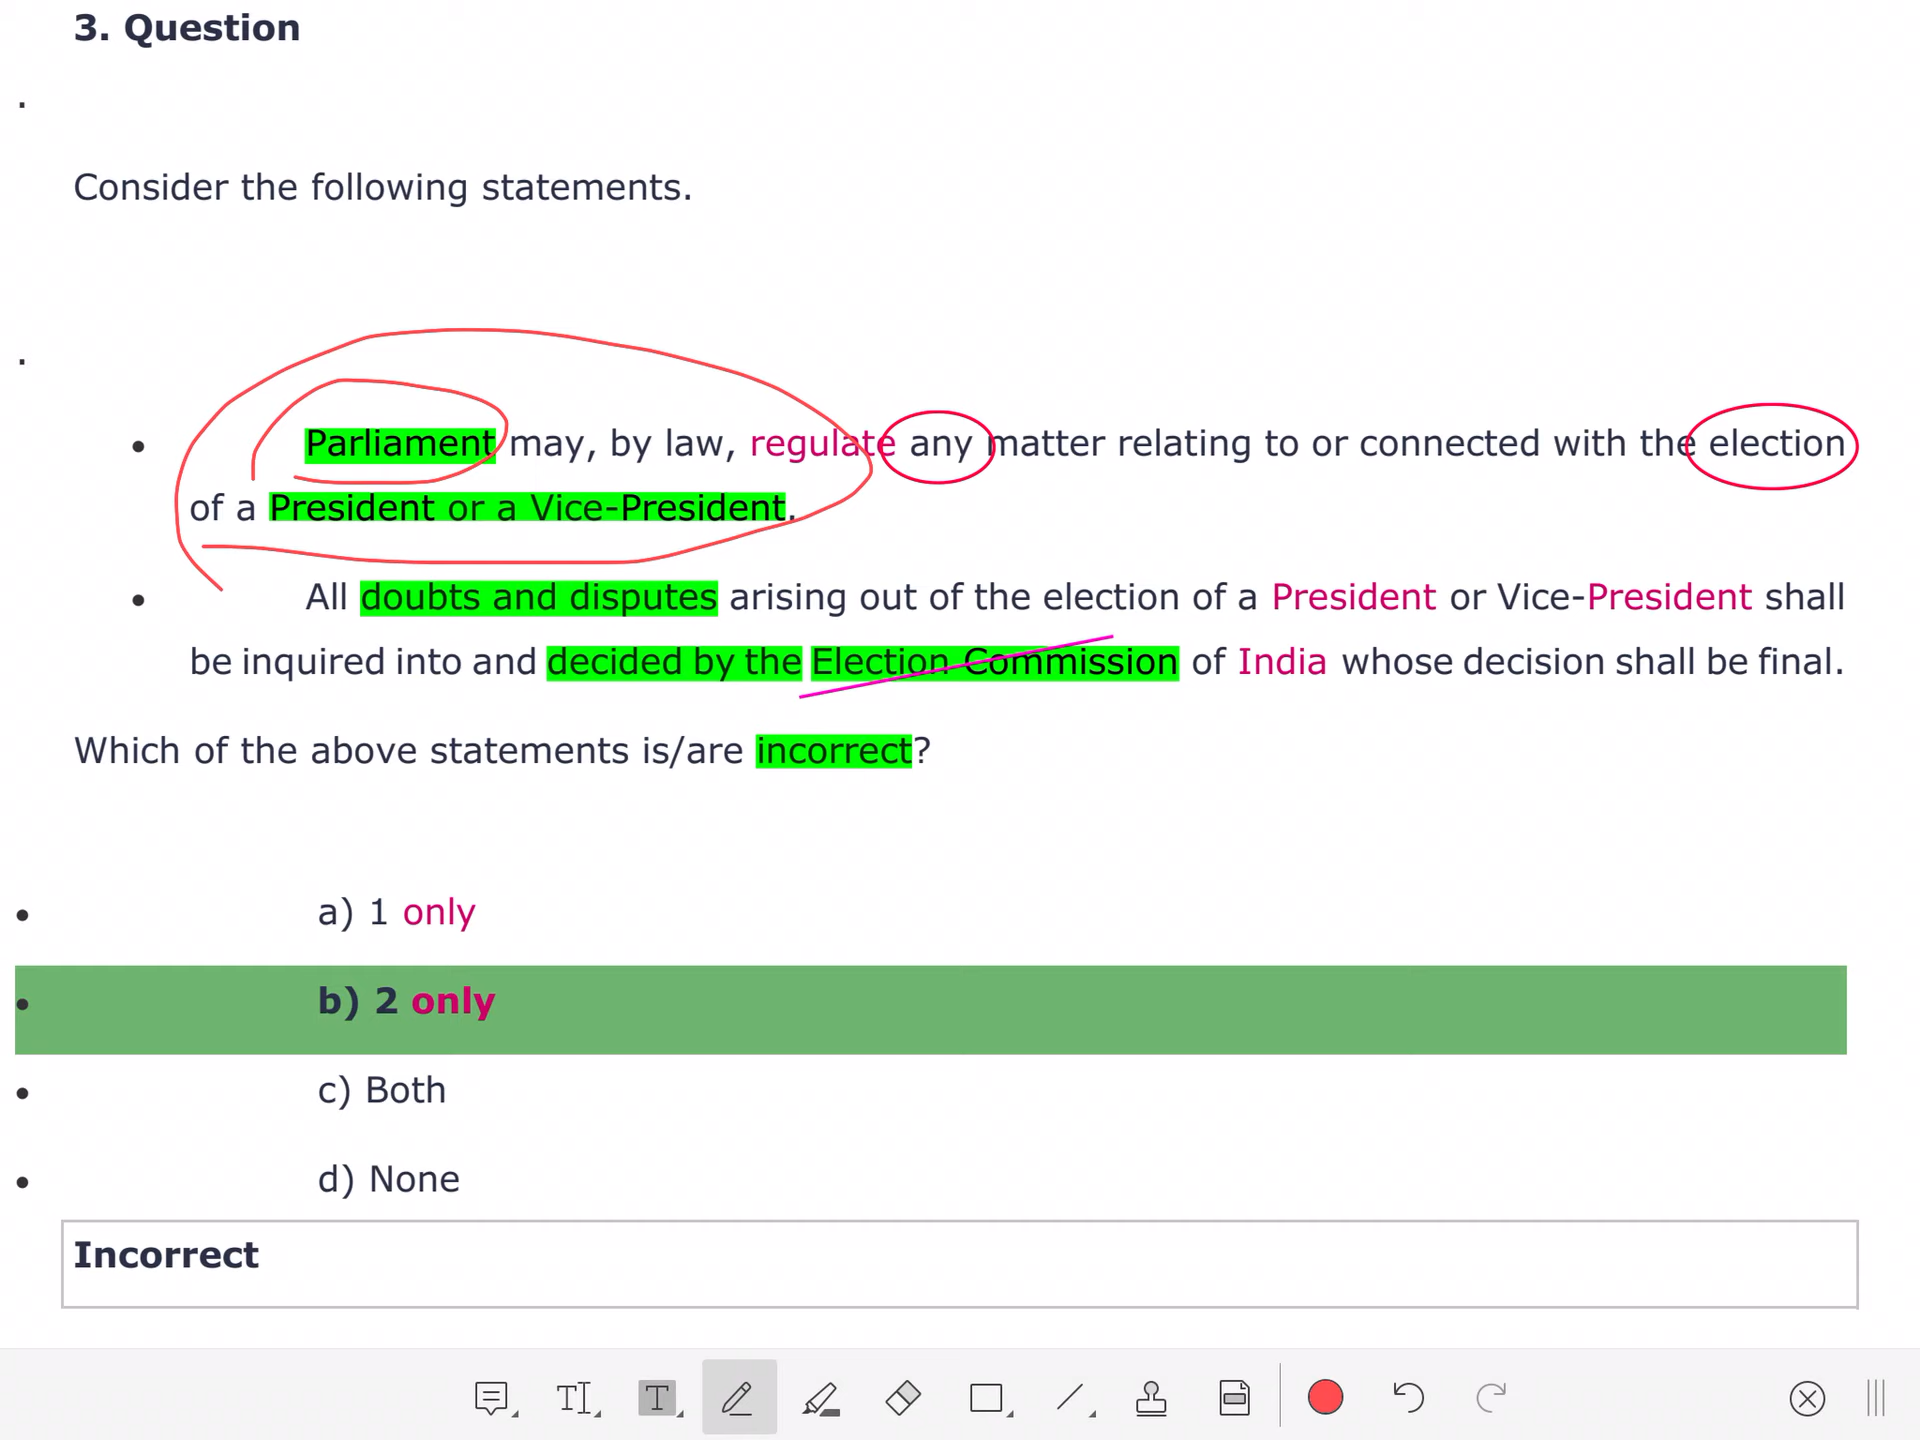 3. Question
.
Consider the following statements.
.
• Parliament may, by law, regulate any matter relating to or connected with the election
of a President or a Vice-President.
• All doubts and disputes arising out of the election of a President or Vice-President shall
be inquired into and decided by the Election Commission of India whose decision shall be final.
Which of the above statements is/are incorrect?
• a) 1 only
• b) 2 only
• c) Both
• d) None
Incorrect